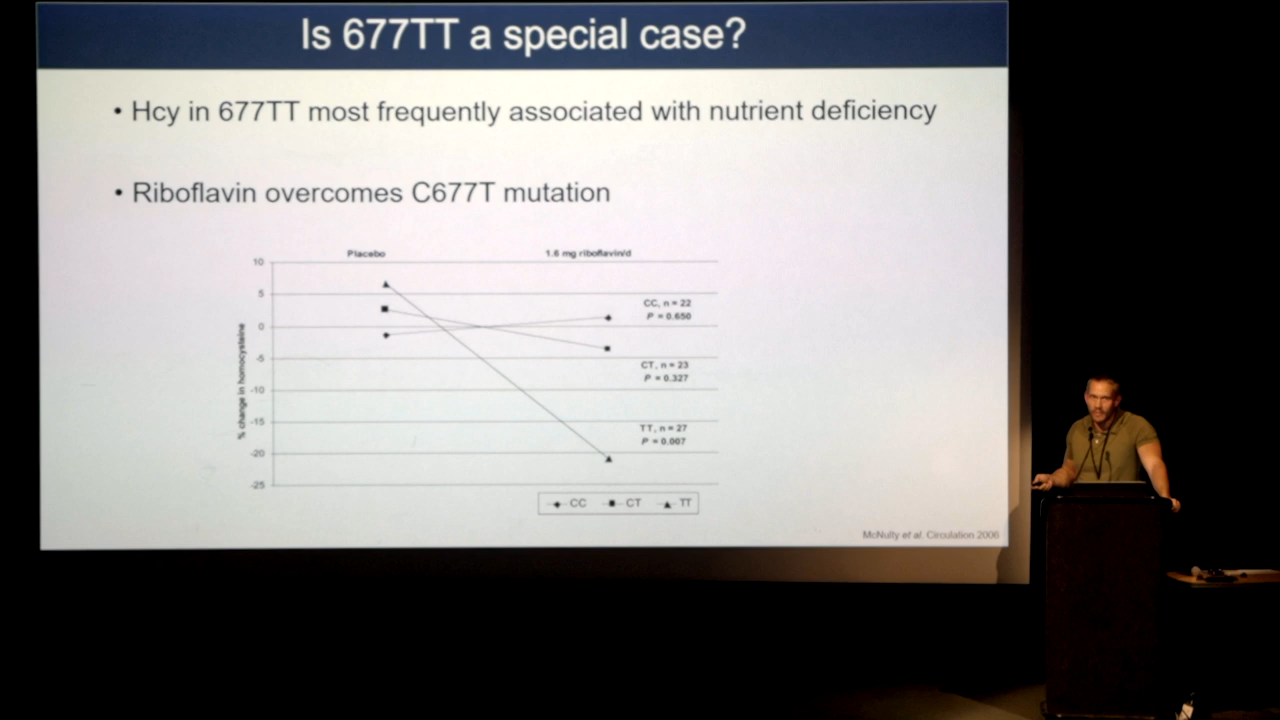 Is 677TT a special case?
• Hcy in 677TT most frequently associated with nutrient deficiency
• Riboflavin overcomes C677T mutation
Placebo
1.6 mg riboflavin/d
10
5
0
-5
-10
-15
-20
-25
% change in homocysteine
CC, n = 22
P = 0.650
CT, n = 23
P = 0.327
TT, n = 27
P = 0.007
CC CT TT
McNulty et al. Circulation 2006